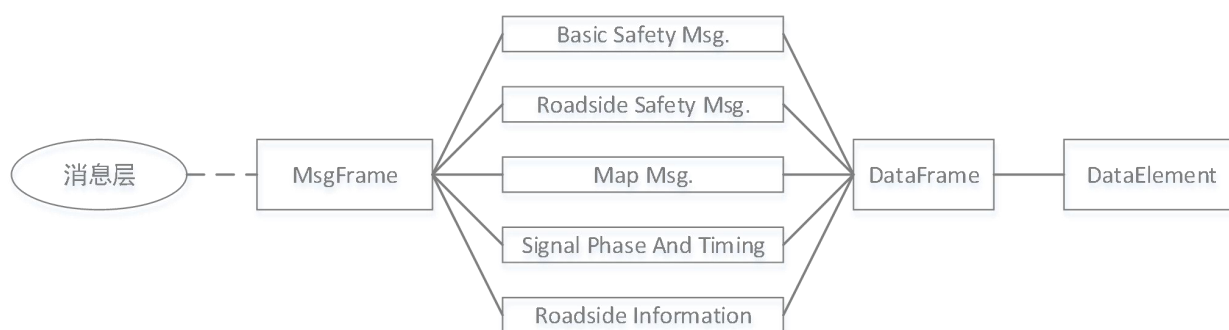 Basic Safety Msg.
Roadside Safety Msg.
消息层
MsgFrame
Map Msg.
DataFrame
DataElement
Signal Phase And Timing
Roadside Information